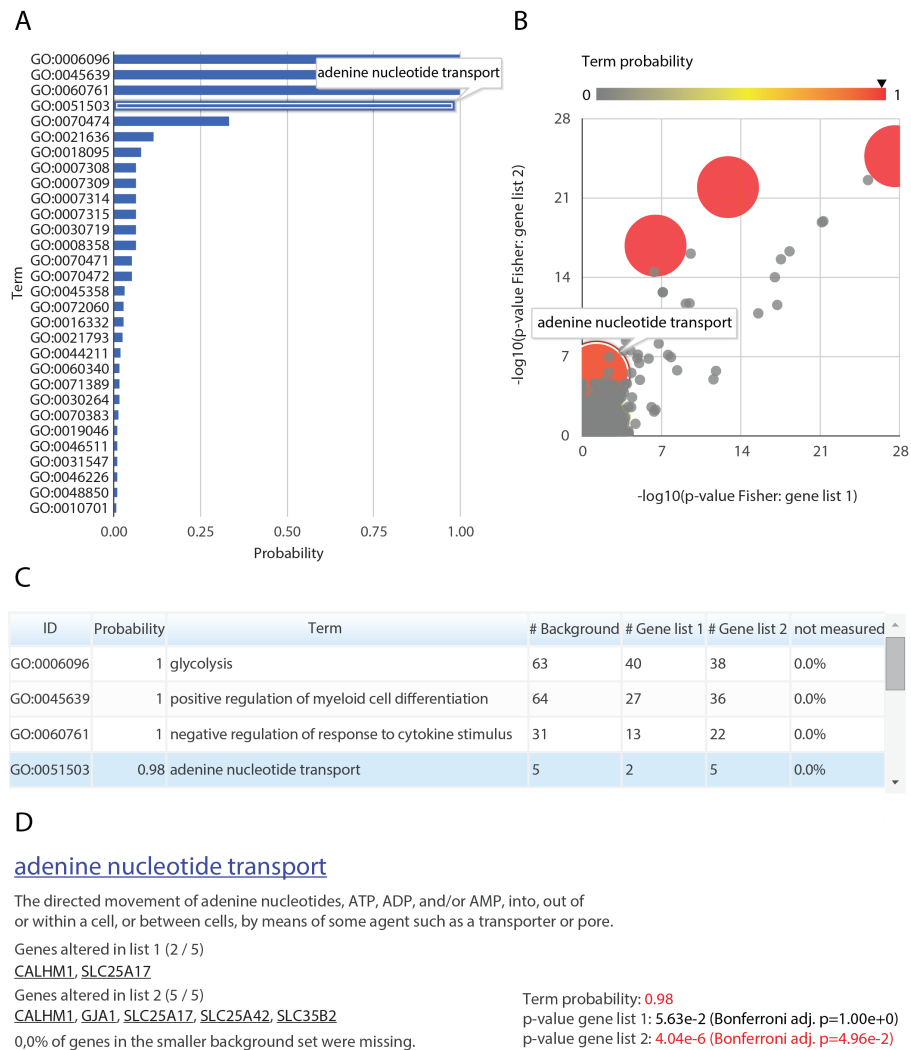 A
GO:0006096
GO:0045639
GO:0060761
GO:0051503
GO:0070474
GO:0021636
GO:0018095
GO:0007308
GO:0007309
GO:0007314
GO:0007315
GO:0030719
GO:0008358
GO:0070471
GO:0070472
GO:0045358
GO:0072060
GO:0016332
GO:0021793
GO:0044211
GO:0060340
GO:0071389
GO:0030264
GO:0070383
GO:0019046
GO:0046511
GO:0031547
GO:0046226
GO:0048850
GO:0010701
Term
adenine nucleotide transport
0.00 0.25 0.50 0.75 1.00
Probability
B
Term probability
0 1
28
21
14
7
0
-log10(p-value Fisher: gene list 2)
adenine nucleotide transport
0 7 14 21 28
-log10(p-value Fisher: gene list 1)
C
ID Probability Term # Background # Gene list 1 # Gene list 2 not measured
GO:0006096 1 glycolysis 63 40 38 0.0%
GO:0045639 1 positive regulation of myeloid cell differentiation 64 27 36 0.0%
GO:0060761 1 negative regulation of response to cytokine stimulus 31 13 22 0.0%
GO:0051503 0.98 adenine nucleotide transport 5 2 5 0.0%
D
adenine nucleotide transport
The directed movement of adenine nucleotides, ATP, ADP, and/or AMP, into, out of
or within a cell, or between cells, by means of some agent such as a transporter or pore.
Genes altered in list 1 (2 / 5)
CALHM1, SLC25A17
Genes altered in list 2 (5 / 5)
CALHM1, GJA1, SLC25A17, SLC25A42, SLC35B2
0,0% of genes in the smaller background set were missing.
Term probability: 0.98
p-value gene list 1: 5.63e-2 (Bonferroni adj. p=1.00e+0)
p-value gene list 2: 4.04e-6 (Bonferroni adj. p=4.96e-2)